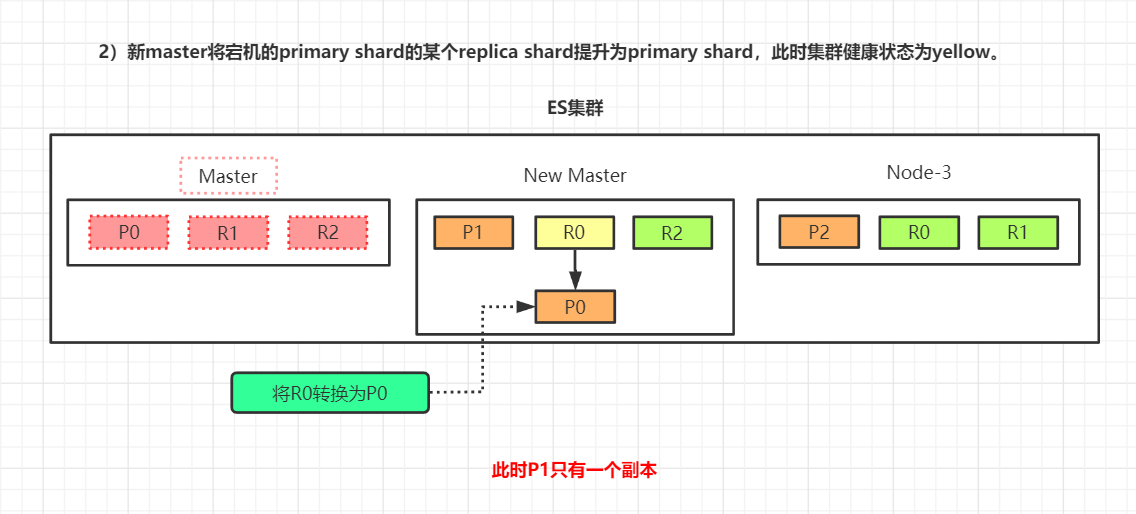 2）新master将宕机的primary shard的某个replica shard提升为primary shard，此时集群健康状态为yellow。
ES集群
Master
New Master
Node-3
P0 R1 R2
P1 R0 R2
P2 R0 R1
P0
将R0转换为P0
此时P1只有一个副本